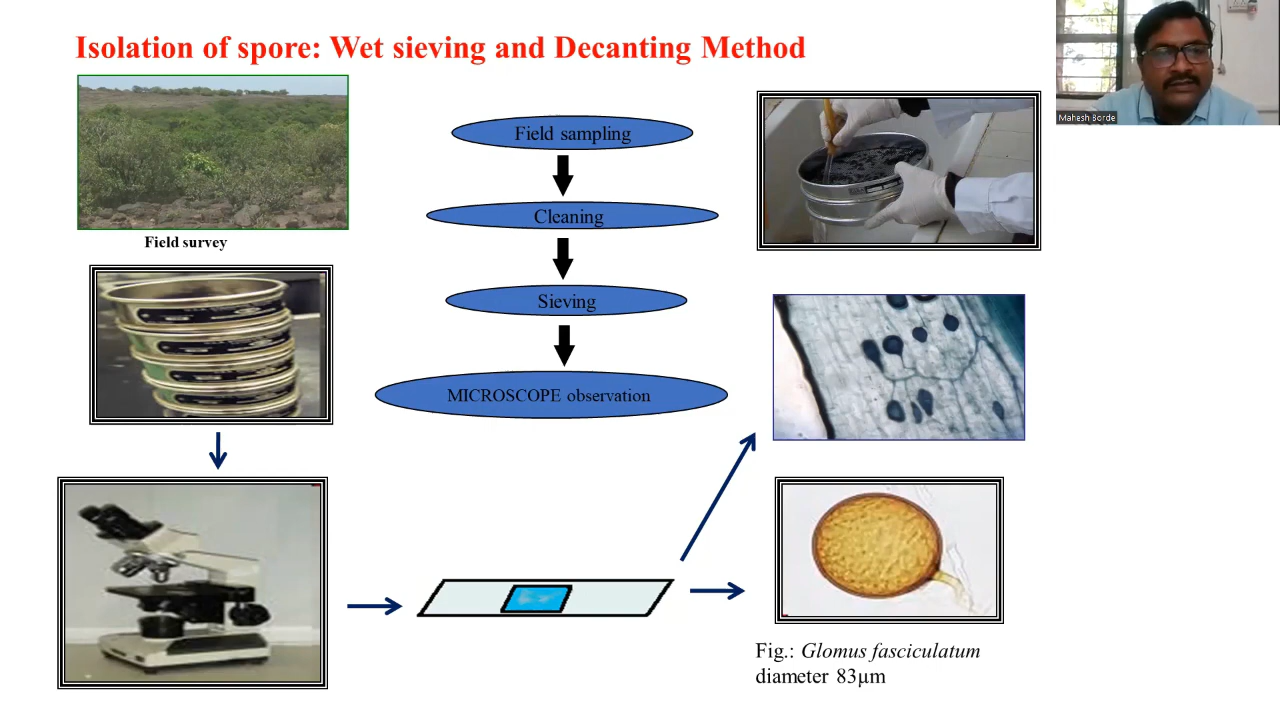 Isolation of spore: Wet sieving and Decanting Method
Mahesh Borde
Field sampling
Field survey
Cleaning
Sieving
MICROSCOPE observation
Fig.: Glomus fasciculatum
diameter 83µm